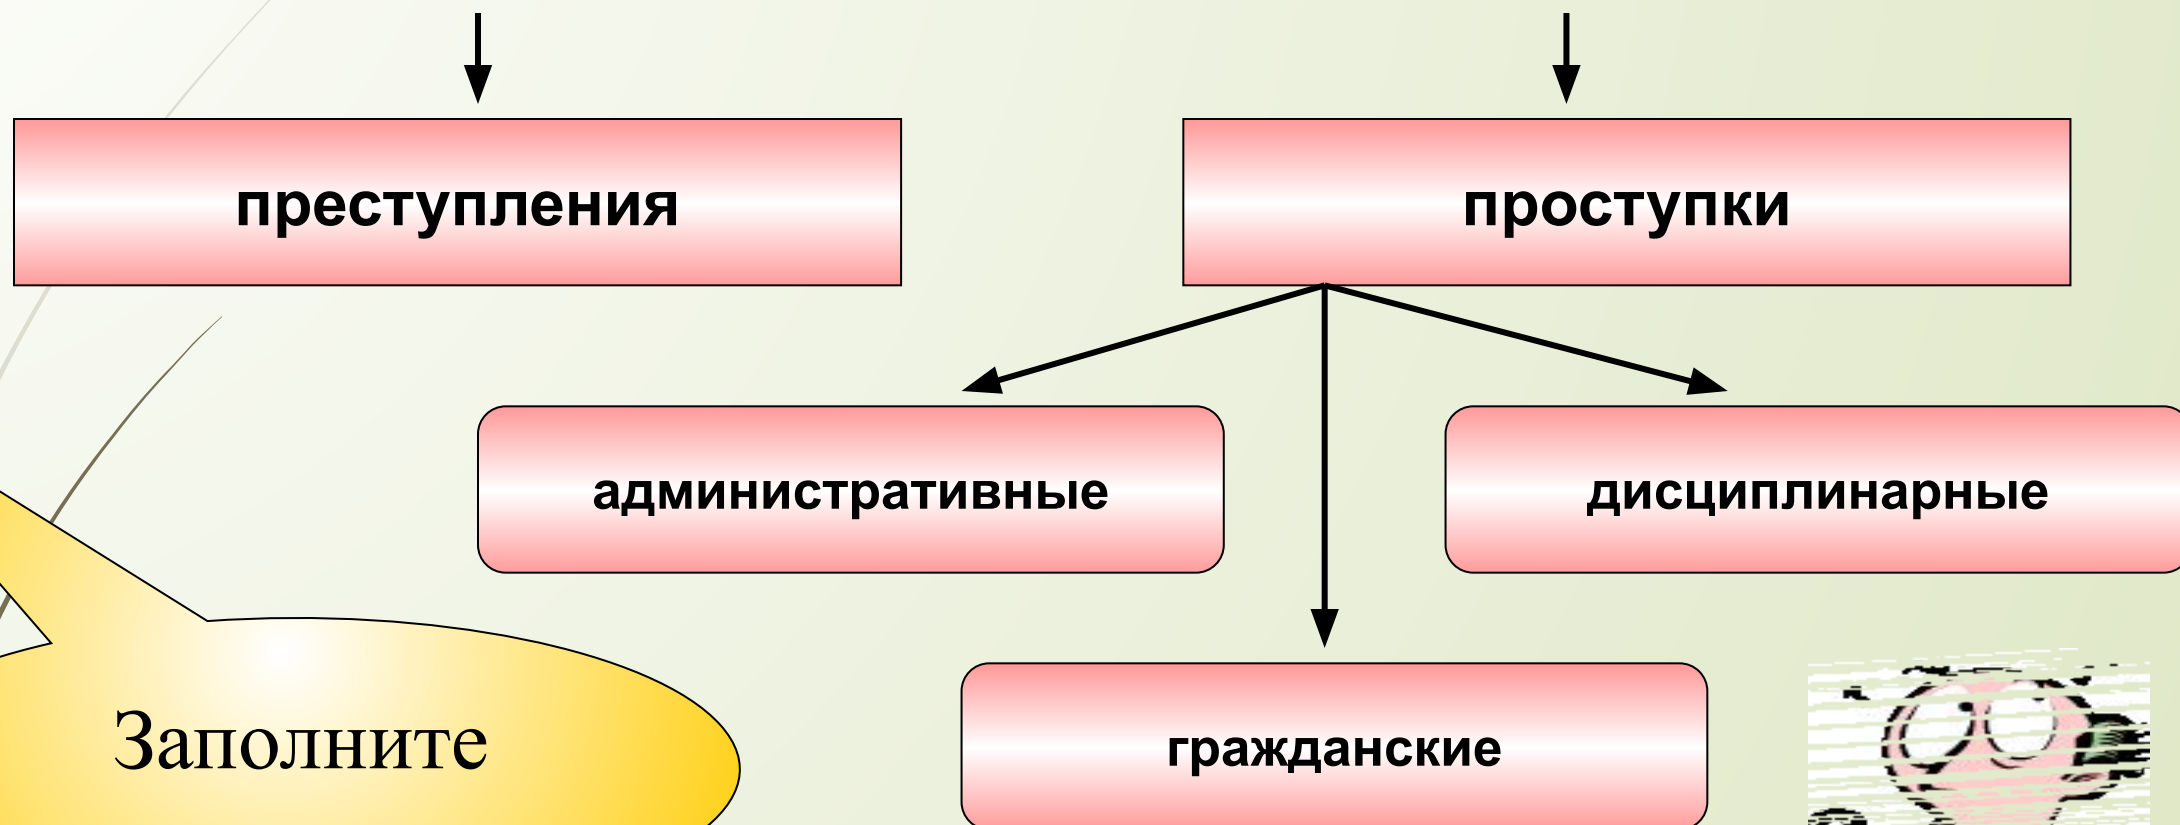 преступления
проступки
административные
дисциплинарные
гражданские
Заполните